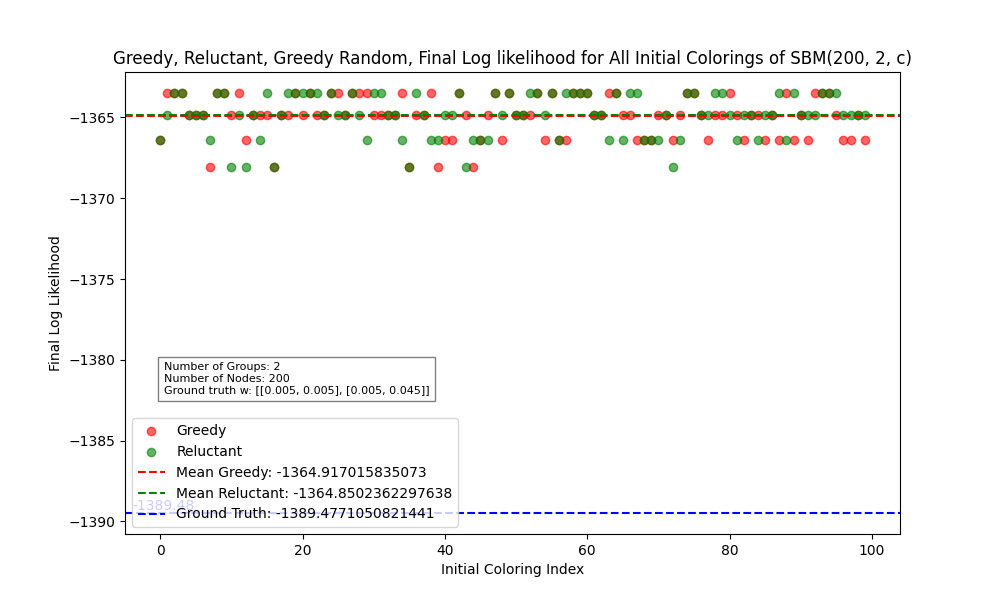 Greedy, Reluctant, Greedy Random, Final Log likelihood for All Initial Colorings of SBM(200, 2, c)
Final Log Likelihood
−1365
−1370
−1375
−1380
−1385
−1390
Number of Groups: 2
Number of Nodes: 200
Ground truth w: [[0.005, 0.005], [0.005, 0.045]]
Greedy
Reluctant
Mean Greedy: -1364.917015835073
Mean Reluctant: -1364.8502362297638
-1389.48
Ground Truth: -1389.4771050821441
0
20
40
60
80
100
Initial Coloring Index